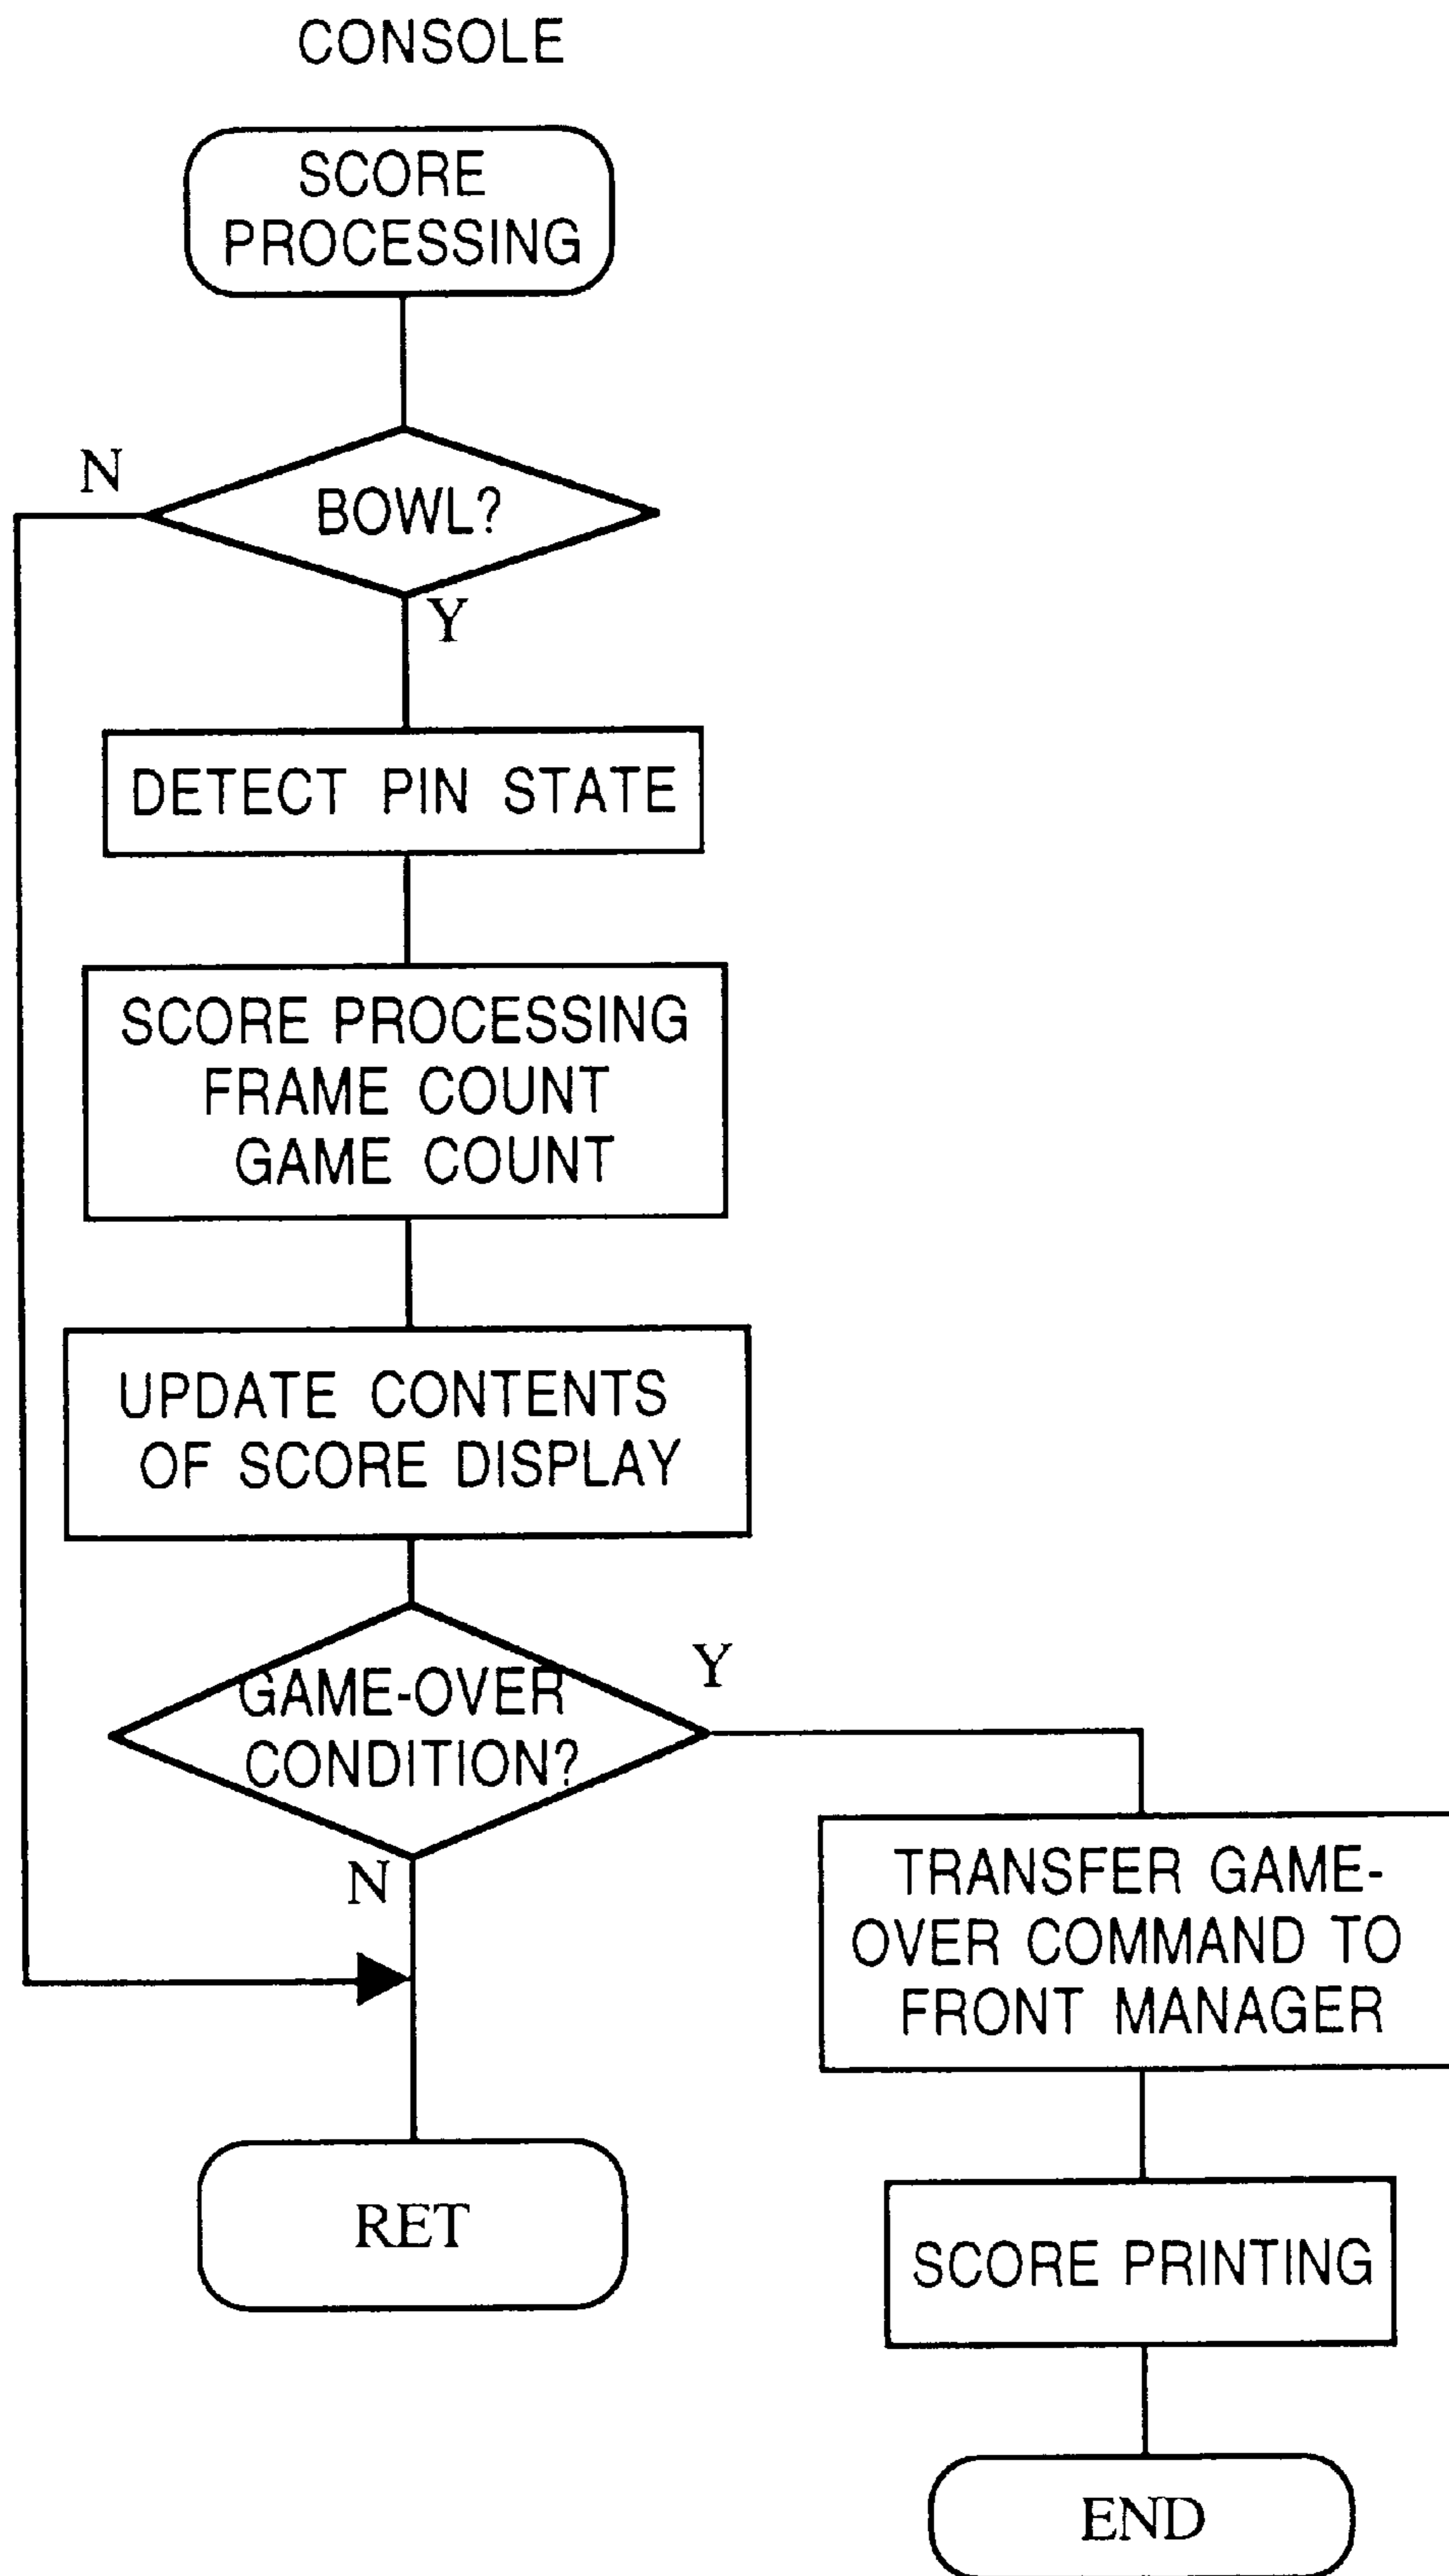 CONSOLE
SCORE
PROCESSING
N
BOWL?
Y
DETECT PIN STATE
SCORE PROCESSING
FRAME COUNT
GAME COUNT
UPDATE CONTENTS
OF SCORE DISPLAY
GAME-OVER
CONDITION?
Y
N
TRANSFER GAME-
OVER COMMAND TO
FRONT MANAGER
RET
SCORE PRINTING
END